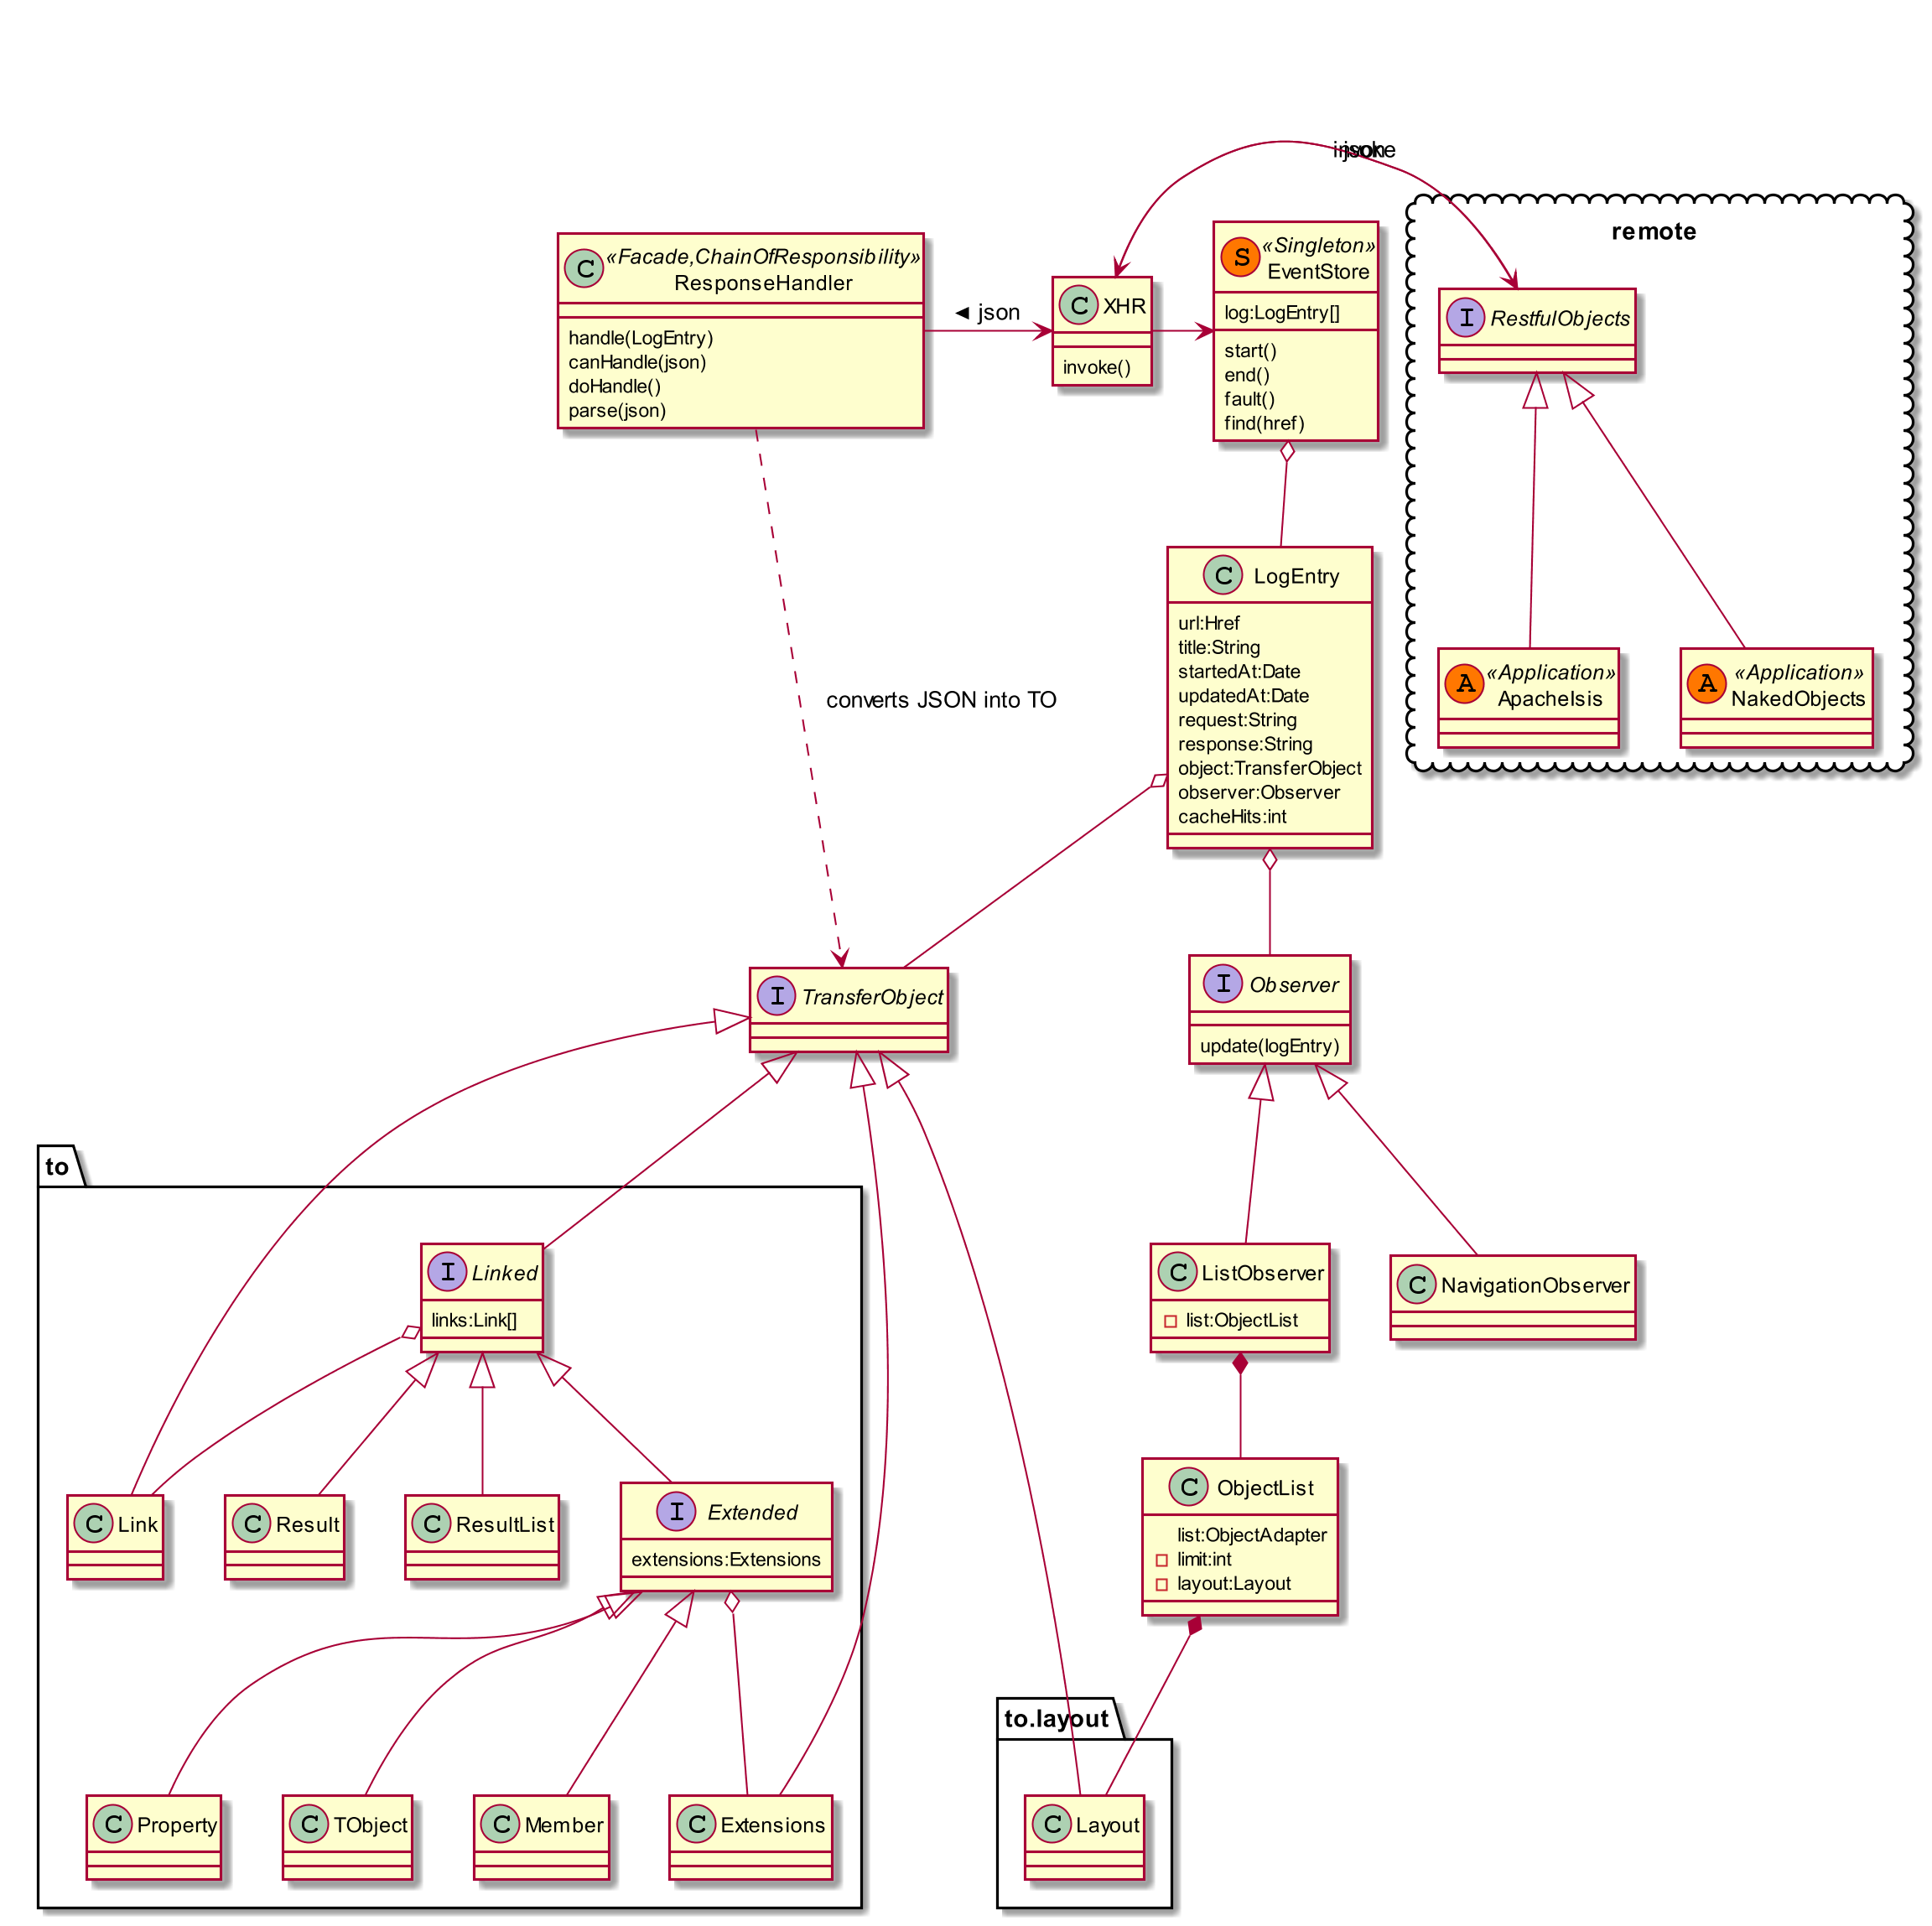 invoke
json
remote
«Facade,ChainOfResponsibility»
C
ResponseHandler
handle(LogEntry)
canHandle(json)
doHandle()
parse(json)
◄ json
C XHR
invoke()
«Singleton»
S
EventStore
log:LogEntry[]
start()
end()
fault()
find(href)
I RestfulObjects
C LogEntry
url:Href
title:String
startedAt:Date
updatedAt:Date
request:String
response:String
object:TransferObject
observer:Observer
cacheHits:int
«Application»
A
ApacheIsis
«Application»
A
NakedObjects
converts JSON into TO
I TransferObject
I Observer
update(logEntry)
to
I Linked
links:Link[]
C ListObserver
list:ObjectList
C NavigationObserver
C Link
C Result
C ResultList
I Extended
extensions:Extensions
C ObjectList
list:ObjectAdapter
limit:int
layout:Layout
to.layout
C Property
C TObject
C Member
C Extensions
C Layout